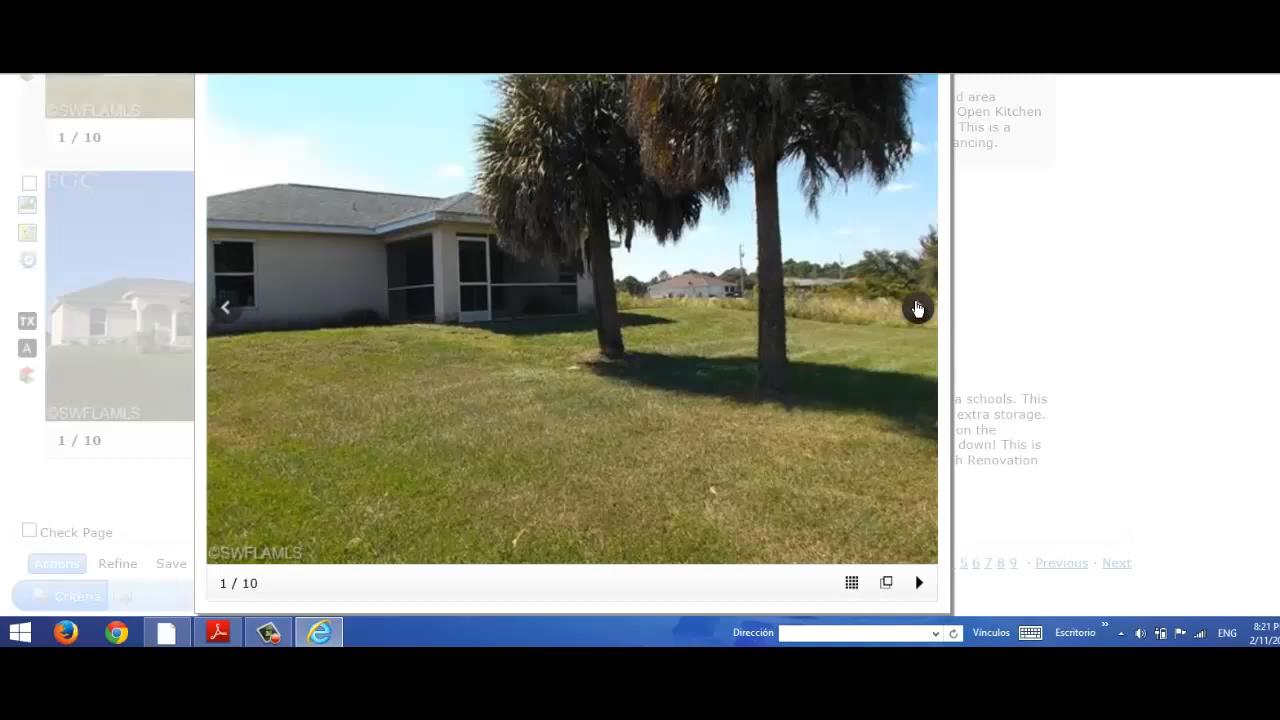 d area
Open Kitchen
This is a
ancing.
©SWFLAMLS
1 / 10
TX
A
©SWFLAMLS
1 / 10
a schools. This
extra storage.
on the
down! This is
h Renovation
©SWFLAMLS
1 / 10
Check Page
Actions Refine Save
5 6 7 8 9 · Previous · Next
Criteria
Dirección
Vínculos
Escritorio
ENG
8:21 P
2/11/20